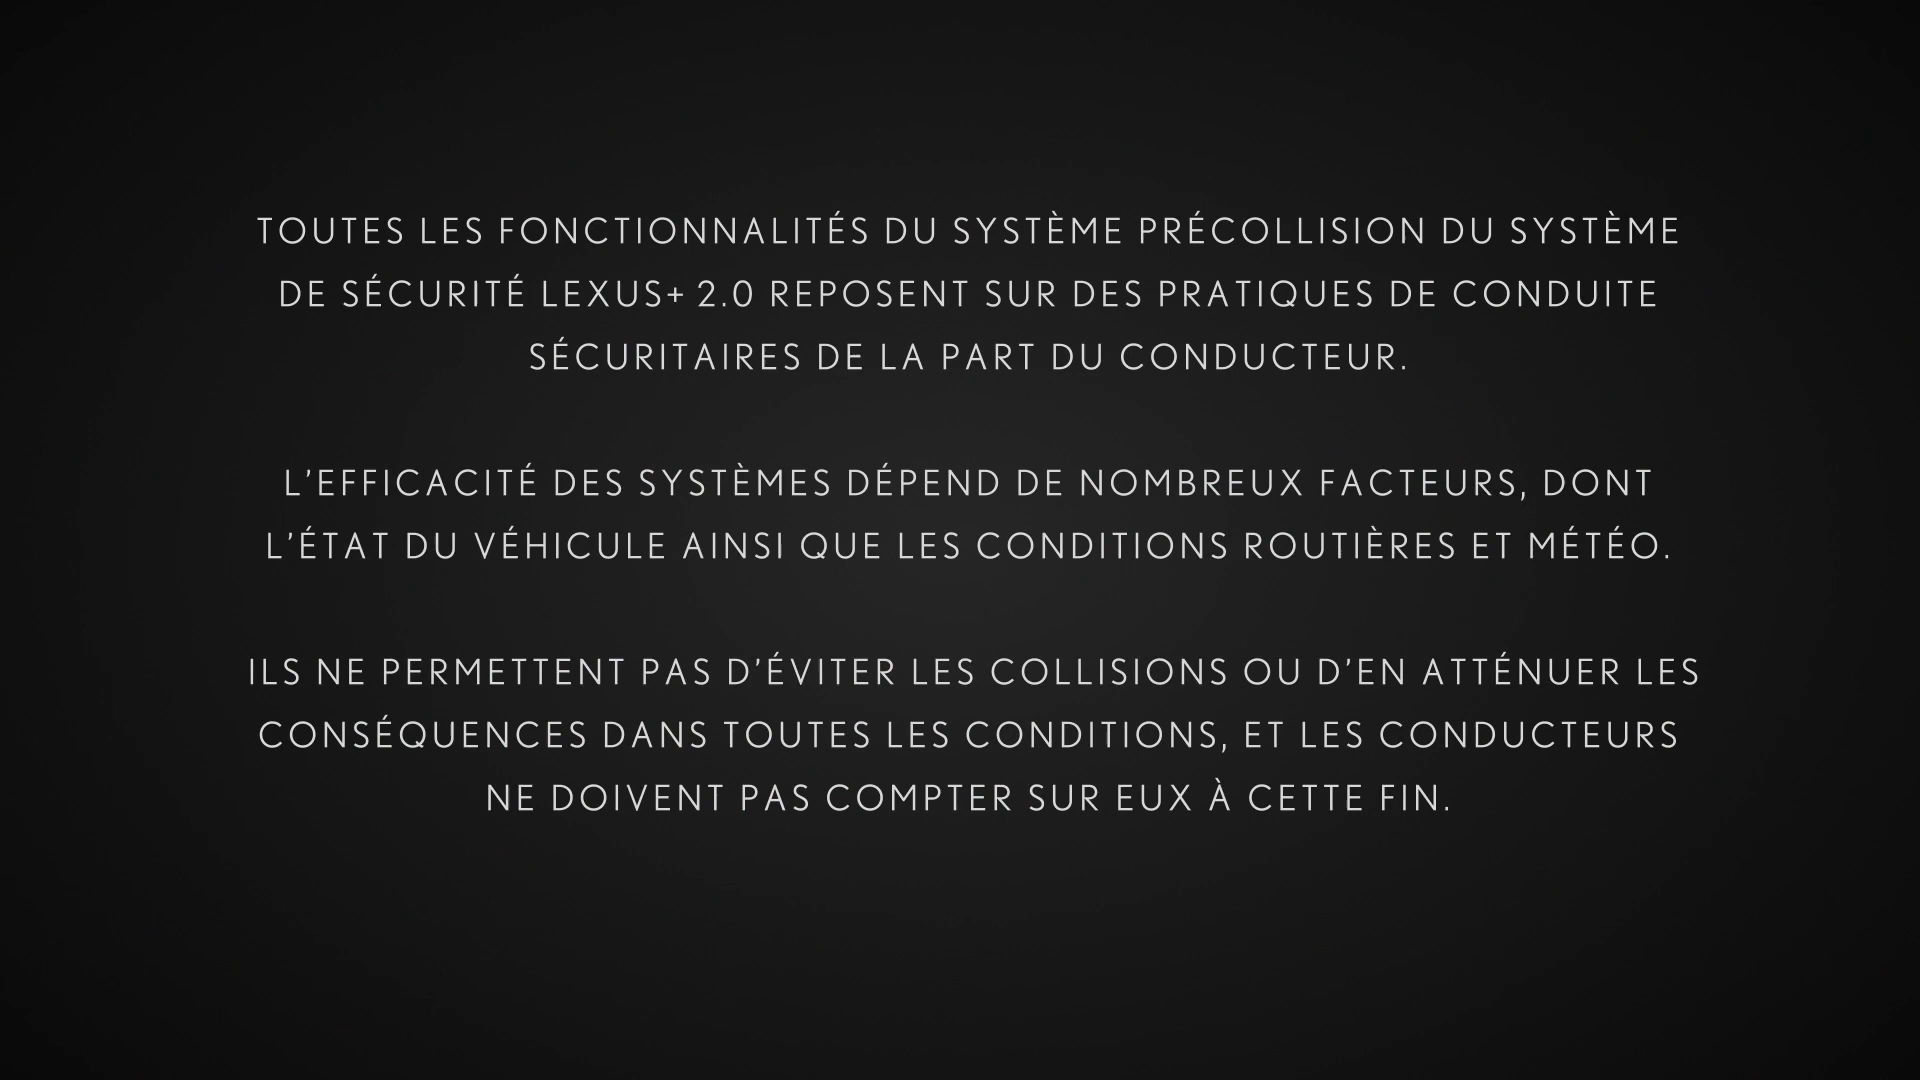 TOUTES LES FONCTIONNALITÉS DU SYSTÈME PRÉCOLLISION DU SYSTÈME
DE SÉCURITÉ LEXUS+ 2.0 REPOSENT SUR DES PRATIQUES DE CONDUITE
SÉCURITAIRES DE LA PART DU CONDUCTEUR.
L’EFFICACITÉ DES SYSTÈMES DÉPEND DE NOMBREUX FACTEURS, DONT
L’ÉTAT DU VÉHICULE AINSI QUE LES CONDITIONS ROUTIÈRES ET MÉTÉO.
ILS NE PERMETTENT PAS D’ÉVITER LES COLLISIONS OU D’EN ATTÉNUER LES
CONSÉQUENCES DANS TOUTES LES CONDITIONS, ET LES CONDUCTEURS
NE DOIVENT PAS COMPTER SUR EUX À CETTE FIN.